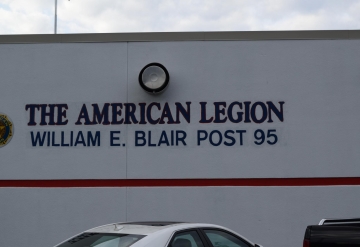 THE AMERICAN LEGION
WILLIAM E. BLAIR POST 95